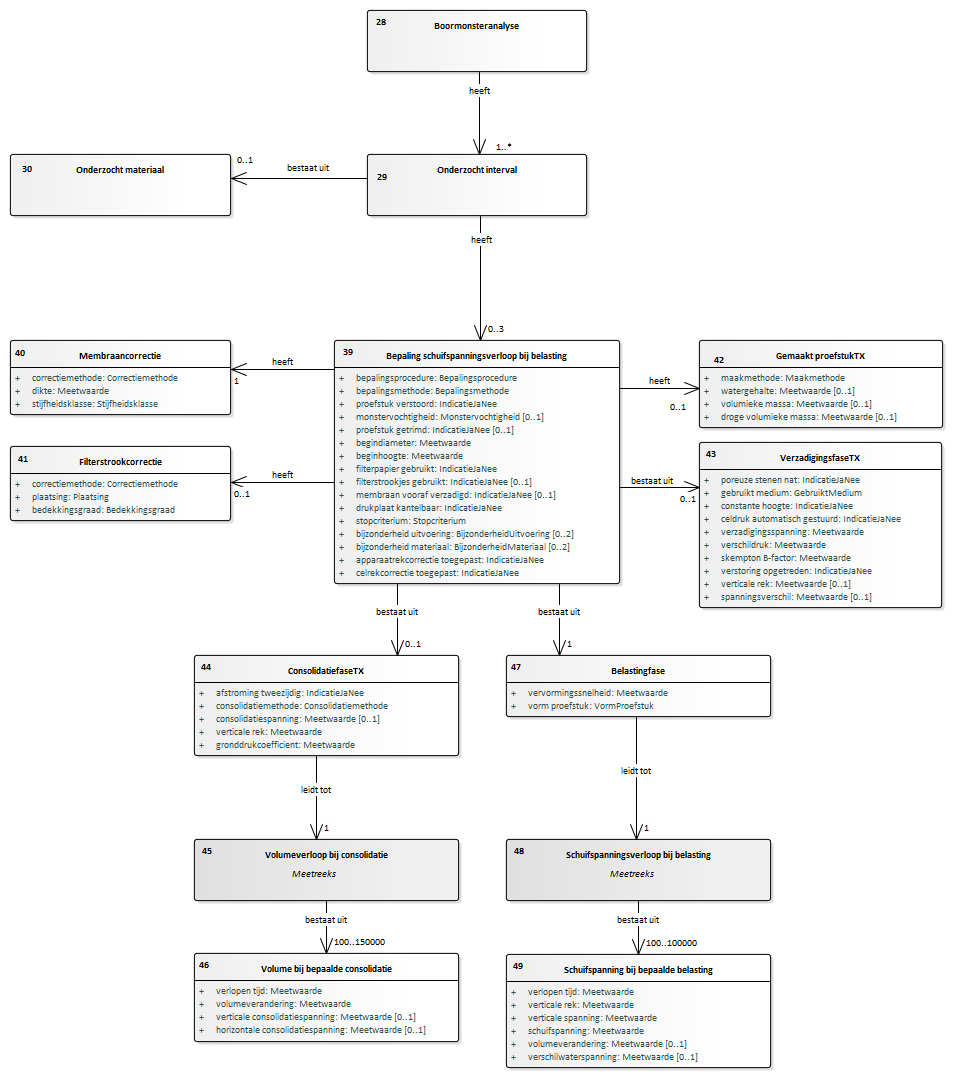 28
Boormonsteranalyse
heeft
1..*
30
Onderzocht materiaal
0..1
bestaat uit
29
Onderzocht interval
heeft
0..3
40
Membraancorrectie
+ correctiemethode: Correctiemethode
+ dikte: Meetwaarde
+ stijfheidsklasse: Stijfheidsklasse
heeft
1
41
Filterstrookcorrectie
+ correctiemethode: Correctiemethode
+ plaatsing: Plaatsing
+ bedekkingsgraad: Bedekkingsgraad
heeft
0..1
39
Bepaling schuifspanningsverloop bij belasting
+ bepalingsprocedure: Bepalingsprocedure
+ bepalingsmethode: Bepalingsmethode
+ proefstuk verstoord: IndicatieJaNee
+ monstervochtigheid: Monstervochtigheid [0..1]
+ proefstuk getrimd: IndicatieJaNee [0..1]
+ begindiameter: Meetwaarde
+ beginhoogte: Meetwaarde
+ filterpapier gebruikt: IndicatieJaNee
+ filterstrookjes gebruikt: IndicatieJaNee [0..1]
+ membraan vooraf verzadigd: IndicatieJaNee [0..1]
+ drukplaat kantelbaar: IndicatieJaNee
+ stopcriterium: Stopcriterium
+ bijzonderheid uitvoering: BijzonderheidUitvoering [0..2]
+ bijzonderheid materiaal: BijzonderheidMateriaal [0..2]
+ apparaatrekcorrectie toegepast: IndicatieJaNee
+ celrekcorrectie toegepast: IndicatieJaNee
heeft
0..1
42
Gemaakt proefstukTX
+ maakmethode: Maakmethode
+ watergehalte: Meetwaarde [0..1]
+ volumieke massa: Meetwaarde [0..1]
+ droge volumieke massa: Meetwaarde [0..1]
bestaat uit
0..1
43
VerzadigingsfaseTX
+ poreuze stenen nat: IndicatieJaNee
+ gebruikt medium: GebruiktMedium
+ constante hoogte: IndicatieJaNee
+ celdruk automatisch gestuurd: IndicatieJaNee
+ verzadigingsspanning: Meetwaarde
+ verschildruk: Meetwaarde
+ skempton B-factor: Meetwaarde
+ verstoring opgetreden: IndicatieJaNee
+ verticale rek: Meetwaarde [0..1]
+ spanningsverschil: Meetwaarde [0..1]
bestaat uit
0..1
bestaat uit
1
44
ConsolidatiefaseTX
+ afstroming tweezijdig: IndicatieJaNee
+ consolidatiemethode: Consolidatiemethode
+ consolidatiespanning: Meetwaarde [0..1]
+ verticale rek: Meetwaarde
+ gronddrukcoefficient: Meetwaarde
47
Belastingfase
+ vervormingssnelheid: Meetwaarde
+ vorm proefstuk: VormProefstuk
leidt tot
1
leidt tot
1
45
Volumeverloop bij consolidatie
Meetreeks
48
Schuifspanningsverloop bij belasting
Meetreeks
bestaat uit
100..150000
bestaat uit
100..100000
46
Volume bij bepaalde consolidatie
+ verlopen tijd: Meetwaarde
+ volumeverandering: Meetwaarde
+ verticale consolidatiespanning: Meetwaarde [0..1]
+ horizontale consolidatiespanning: Meetwaarde [0..1]
49
Schuifspanning bij bepaalde belasting
+ verlopen tijd: Meetwaarde
+ verticale rek: Meetwaarde
+ verticale spanning: Meetwaarde
+ schuifspanning: Meetwaarde
+ volumeverandering: Meetwaarde [0..1]
+ verschilwaterspanning: Meetwaarde [0..1]